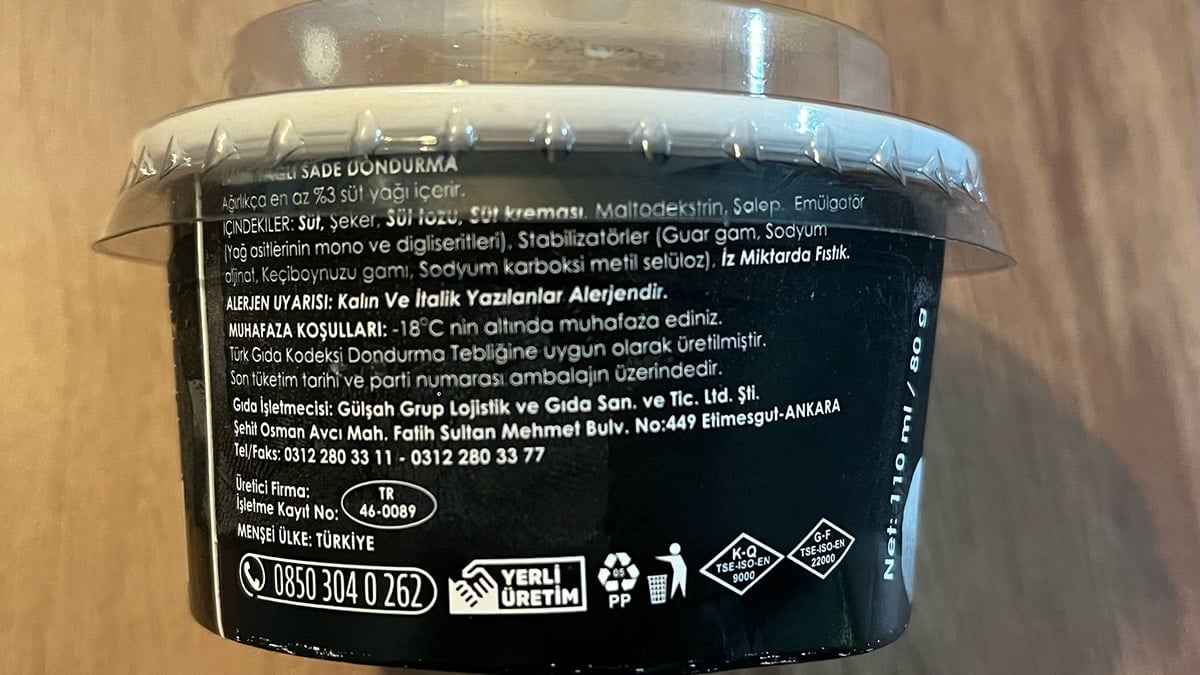 SADE DONDURMA
Ağırlıkça en az %3 süt yağı içerir.
İÇİNDEKİLER: Süt, Şeker, Süt tozu, Süt kreması, Maltodekstrin, Salep. Emülgatör
(Yağ asitlerinin mono ve digliseritleri), Stabilizatörler (Guar gam, Sodyum
aljinat, Keçiboynuzu gamı, Sodyum karboksi metil selüloz), İz Miktarda Fıstık.
ALERJEN UYARISI: Kalın Ve İtalik Yazılanlar Alerjendir.
MUHAFAZA KOŞULLARI: -18°C nin altında muhafaza ediniz.
Türk Gıda Kodeksi Dondurma Tebliğine uygun olarak üretilmiştir.
Son tüketim tarihi ve parti numarası ambalajın üzerindedir.
Gıda İşletmecisi: Gülşah Grup Lojistik ve Gıda San. ve Tic. Ltd. Şti.
Şehit Osman Avcı Mah. Fatih Sultan Mehmet Bulv. No:449 Etimesgut-ANKARA
Tel/Faks: 0312 280 33 11 - 0312 280 33 77
Üretici Firma:
İşletme Kayıt No:
TR
46-0089
MENŞEİ ÜLKE: TÜRKİYE
0850 304 0 262
YERLİ
ÜRETİM
05
PP
K-Q
TSE-ISO-EN
9000
G-F
TSE-ISO-EN
22000
Net: 110 ml / 80 g